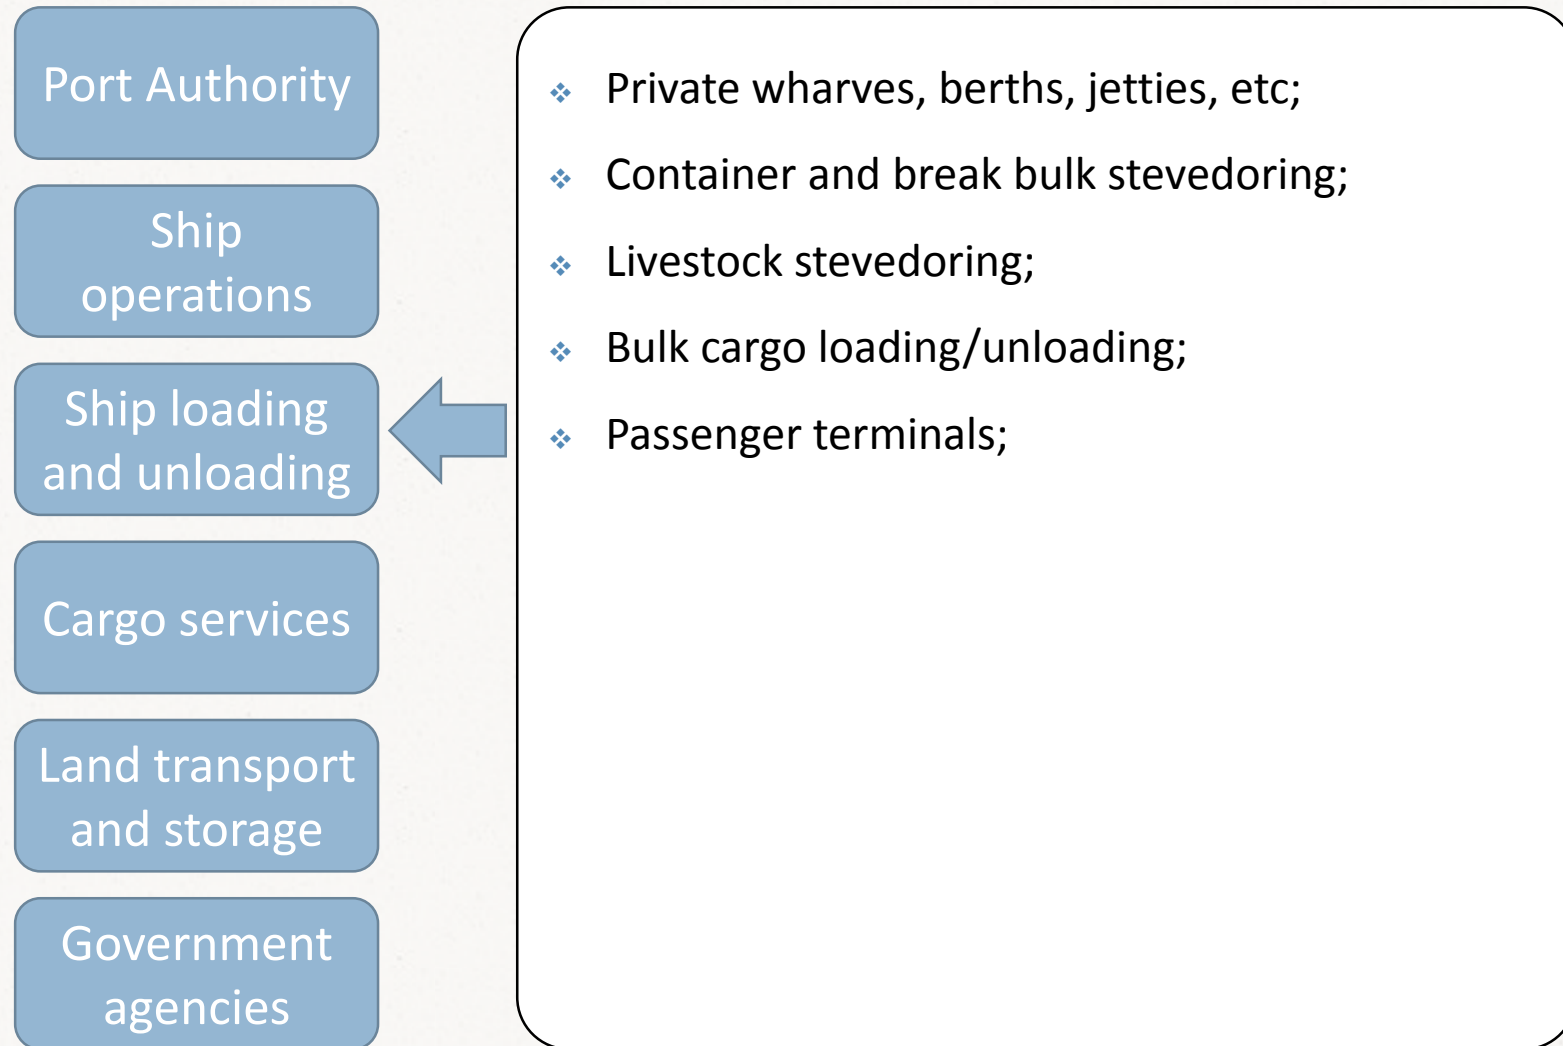 Port Authority
Ship
operations
Ship loading
and unloading
Cargo services
Land transport
and storage
Government
agencies
❖ Private wharves, berths, jetties, etc;
❖ Container and break bulk stevedoring;
❖ Livestock stevedoring;
❖ Bulk cargo loading/unloading;
❖ Passenger terminals;